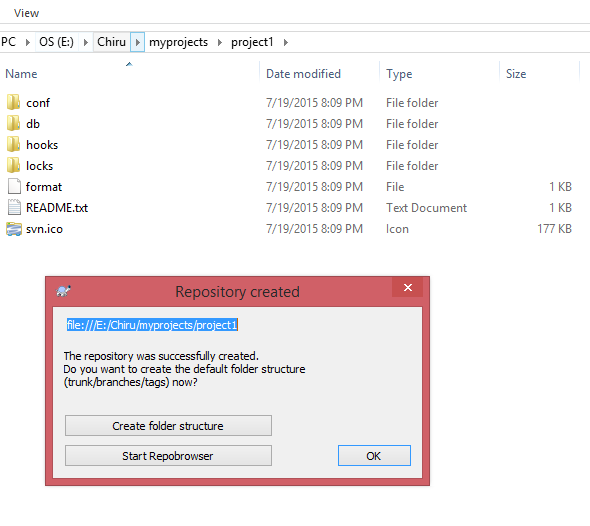 View
PC OS (E:) Chiru myprojects project1
Name Date modified Type Size
conf 7/19/2015 8:09 PM File folder
db 7/19/2015 8:09 PM File folder
hooks 7/19/2015 8:09 PM File folder
locks 7/19/2015 8:09 PM File folder
format 7/19/2015 8:09 PM File 1 KB
README.txt 7/19/2015 8:09 PM Text Document 1 KB
svn.ico 7/19/2015 8:09 PM Icon 177 KB
Repository created
file:///E:/Chiru/myprojects/project1
The repository was successfully created.
Do you want to create the default folder structure
(trunk/branches/tags) now?
Create folder structure
Start Repobrowser OK